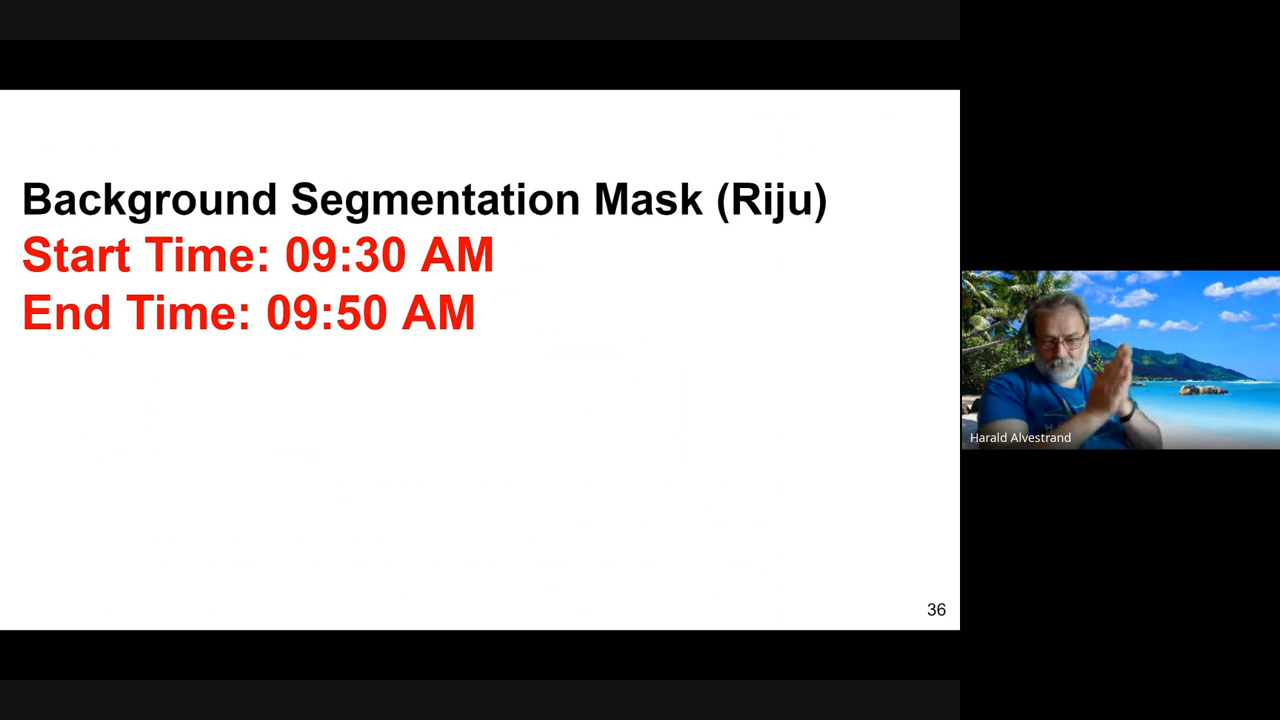 Background Segmentation Mask (Riju)
Start Time: 09:30 AM
End Time: 09:50 AM
36
Harald Alvestrand